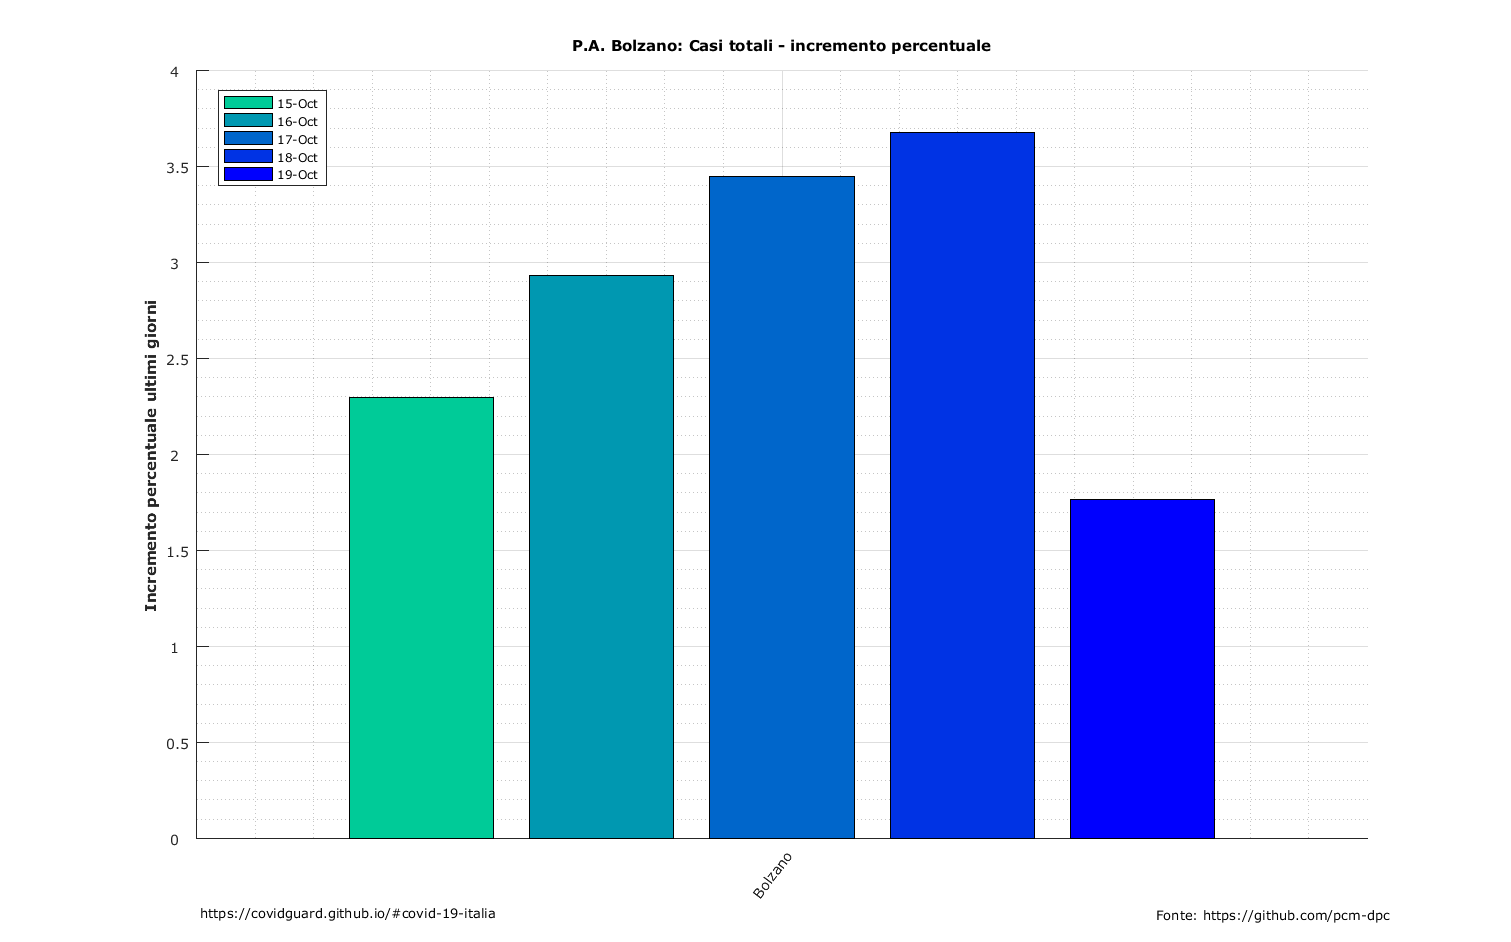 P.A. Bolzano: Casi totali - incremento percentuale
4
3.5
3
2.5
2
1.5
1
0.5
0
Incremento percentuale ultimi giorni
15-Oct
16-Oct
17-Oct
18-Oct
19-Oct
Bolzano
https://covidguard.github.io/#covid-19-italia
Fonte: https://github.com/pcm-dpc